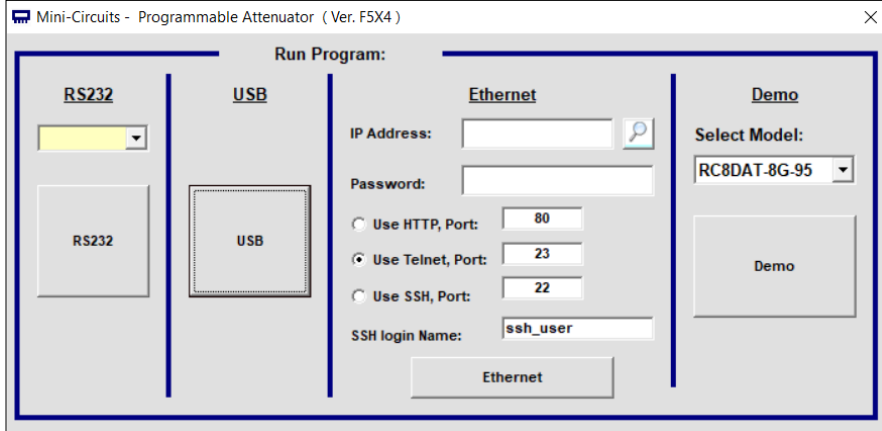 Mini-Circuits - Programmable Attenuator ( Ver. F5X4 )
Run Program:
RS232
RS232
USB
USB
Ethernet
IP Address:
Password:
Use HTTP, Port: 80
Use Telnet, Port: 23
Use SSH, Port: 22
SSH login Name: ssh_user
Ethernet
Demo
Select Model:
RC8DAT-8G-95
Demo